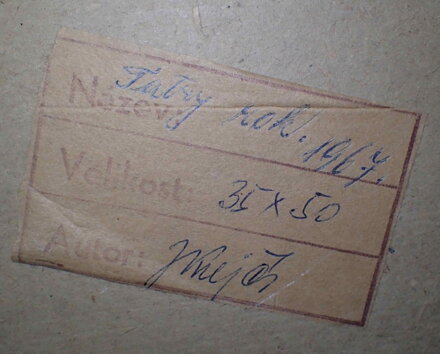 Název: Tatry rok. 1967.
Velikost: 35 x 50
Autor: